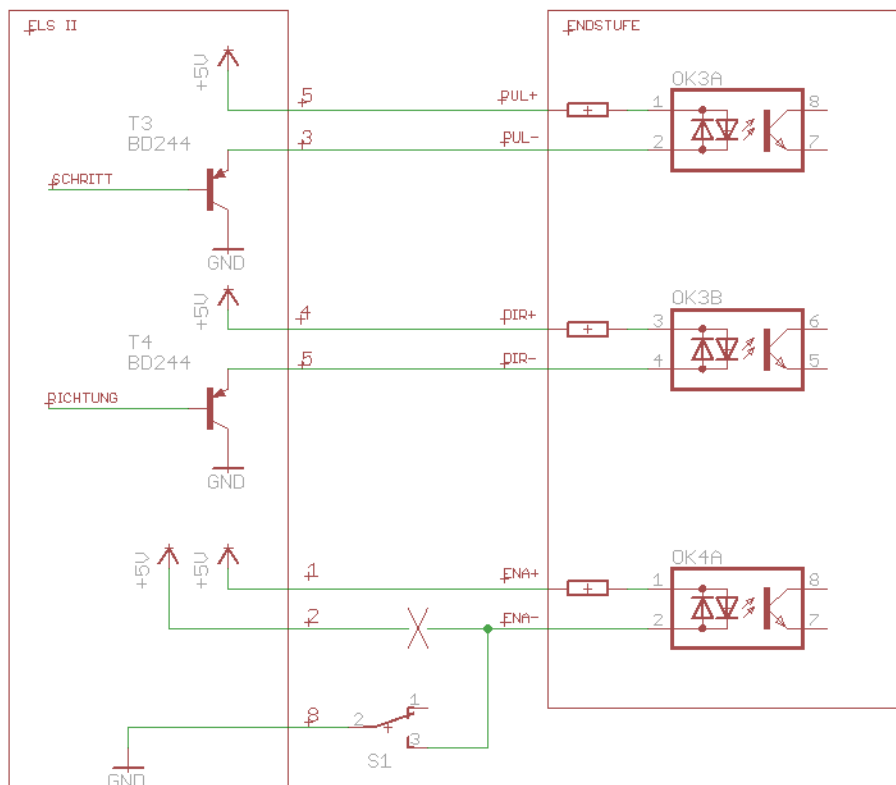 ELS II
ENDSTUFE
+5V
5
PUL+
OK3A
1
8
T3
BD244
3
PUL-
2
7
SCHRITT
GND
+5V
4
DIR+
OK3B
3
6
T4
BD244
5
DIR-
4
5
RICHTUNG
GND
+5V
+5V
1
ENA+
OK4A
1
8
2
ENA-
2
7
8
2
1
3
S1
GND